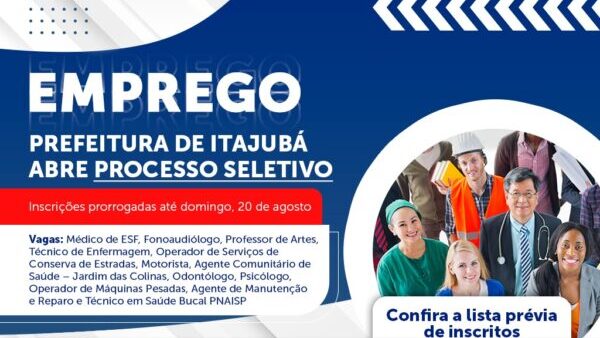 EMPREGO
PREFEITURA DE ITAJUBÁ
ABRE PROCESSO SELETIVO
Inscrições prorrogadas até domingo, 20 de agosto
Vagas: Médico de ESF, Fonoaudiólogo, Professor de Artes,
Técnico de Enfermagem, Operador de Serviços de
Conserva de Estradas, Motorista, Agente Comunitário de
Saúde – Jardim das Colinas, Odontólogo, Psicólogo,
Operador de Máquinas Pesadas, Agente de Manutenção
e Reparo e Técnico em Saúde Bucal PNAISP
Confira a lista prévia
de inscritos